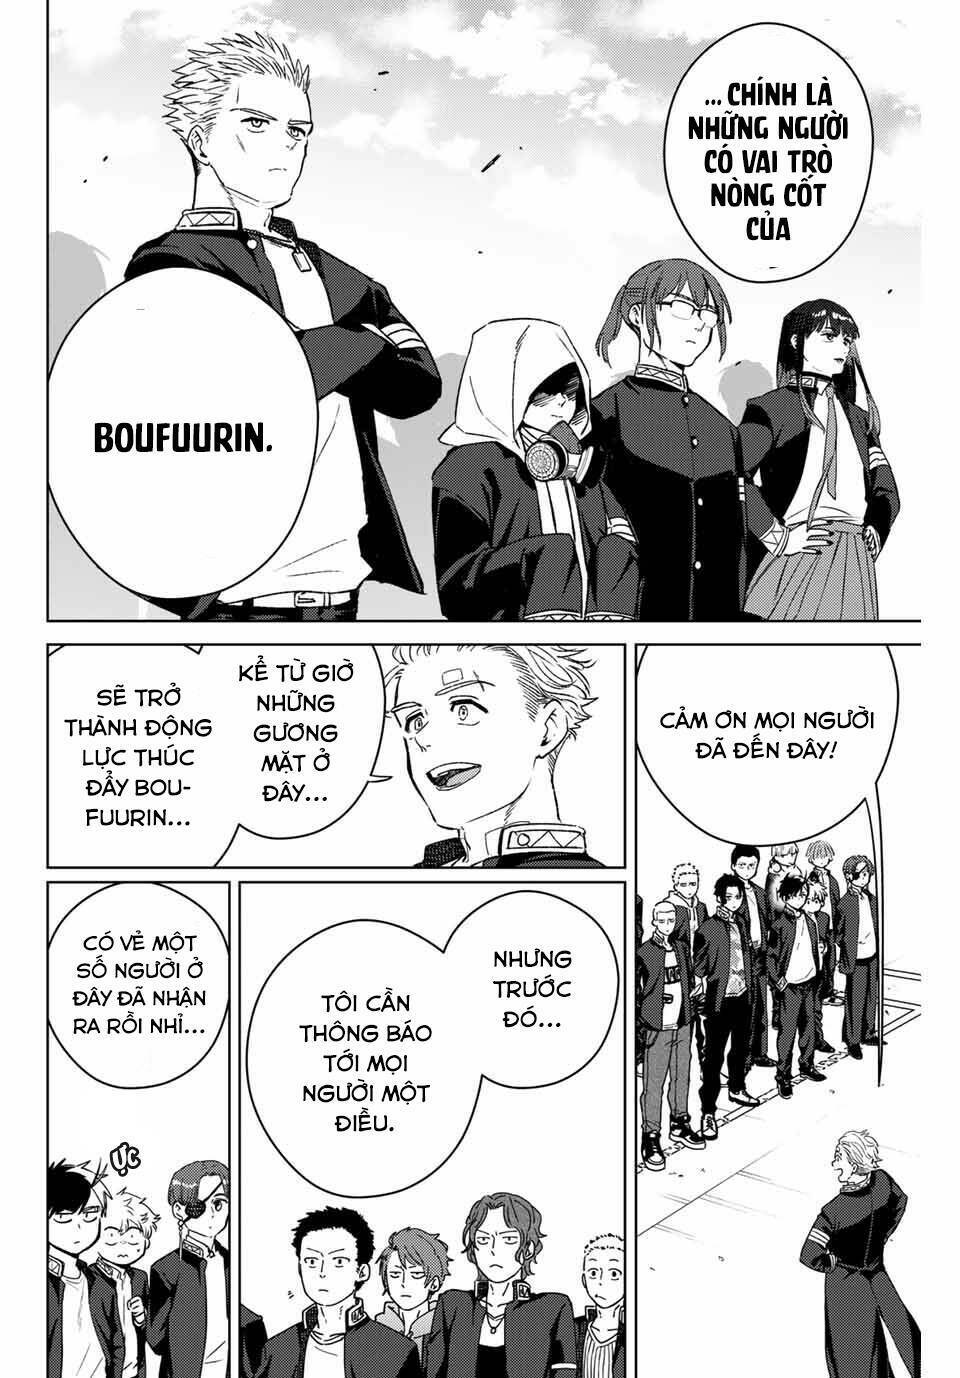 ... CHÍNH LÀ
NHỮNG NGƯỜI
CÓ VAI TRÒ
NÒNG CỐT
CỦA
BOUFUURIN.
CẢM ƠN MỌI NGƯỜI
ĐÃ ĐẾN ĐÂY!
KỂ TỪ GIỜ
NHỮNG
GƯƠNG
MẶT Ở
ĐÂY...
SẼ TRỞ
THÀNH ĐỘNG
LỰC THÚC
ĐẨY BOU-
FUURIN...
NHƯNG
TRƯỚC
ĐÓ...
TÔI CẦN
THÔNG BÁO
TỚI MỌI
NGƯỜI MỘT
ĐIỀU.
CÓ VẺ MỘT
SỐ NGƯỜI Ở
ĐÂY ĐÃ NHẬN
RA RỒI NHỈ...
ỰC